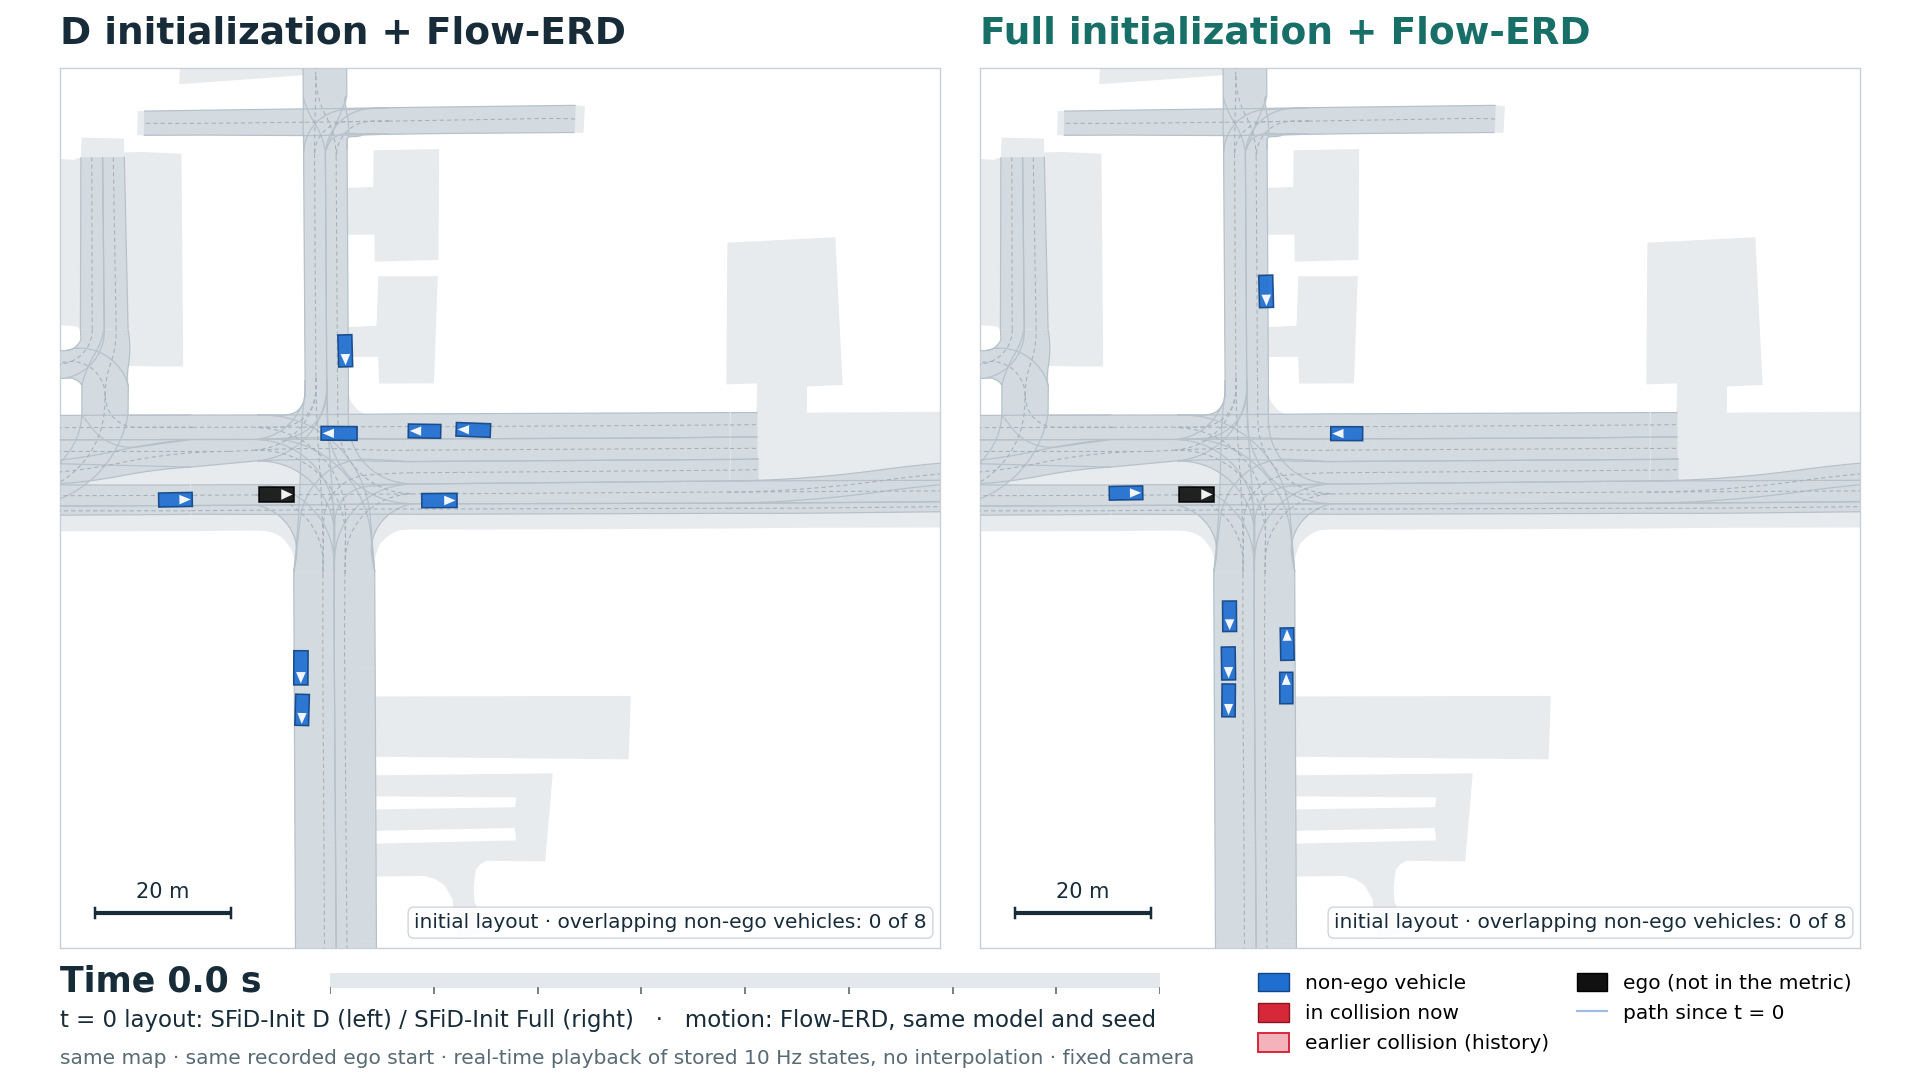 D initialization + Flow-ERD
Full initialization + Flow-ERD
20 m
initial layout · overlapping non-ego vehicles: 0 of 8
20 m
initial layout · overlapping non-ego vehicles: 0 of 8
Time 0.0 s
t = 0 layout: SFiD-Init D (left) / SFiD-Init Full (right) · motion: Flow-ERD, same model and seed
same map · same recorded ego start · real-time playback of stored 10 Hz states, no interpolation · fixed camera
non-ego vehicle
in collision now
earlier collision (history)
ego (not in the metric)
path since t = 0